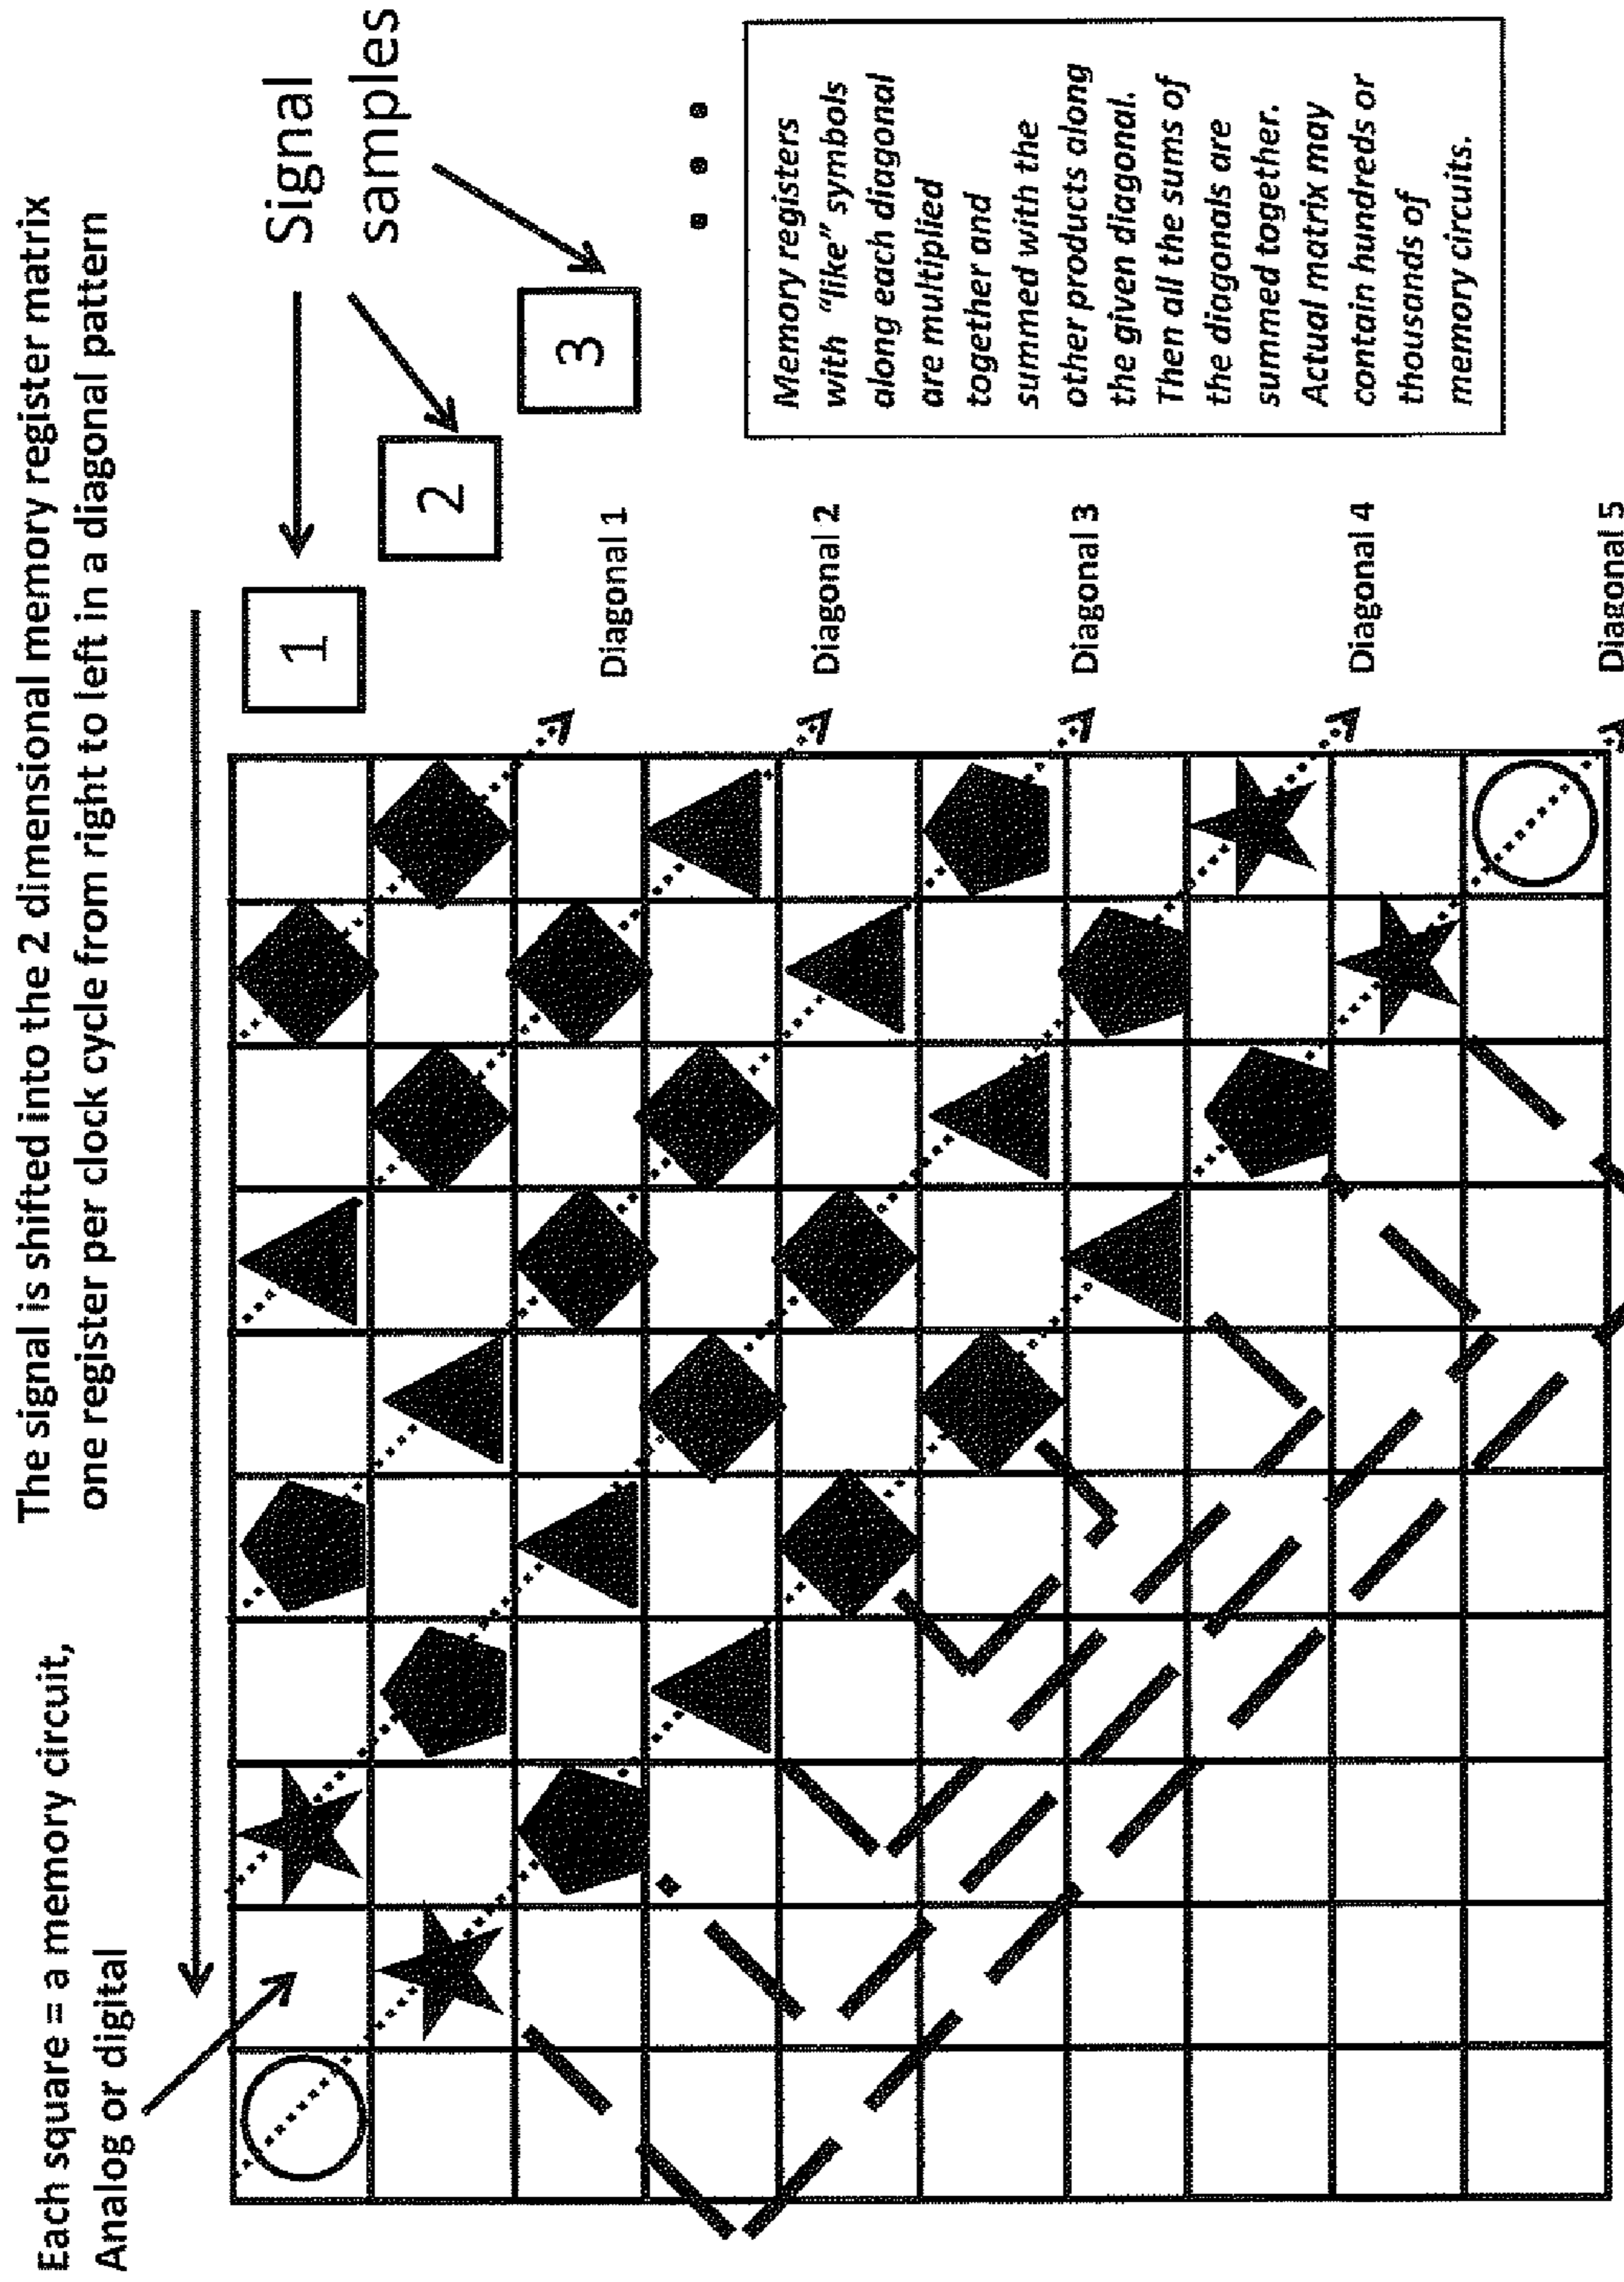 Each square = a memory circuit,
Analog or digital
The signal is shifted into the 2 dimensional memory register matrix
one register per clock cycle from right to left in a diagonal pattern
Signal
samples
1
2
3
Diagonal 1
Diagonal 2
Diagonal 3
Diagonal 4
Diagonal 5
Memory registers
with "like" symbols
along each diagonal
are multiplied
together and
summed with the
other products along
the given diagonal.
Then all the sums of
the diagonals are
summed together.
Actual matrix may
contain hundreds or
thousands of
memory circuits.